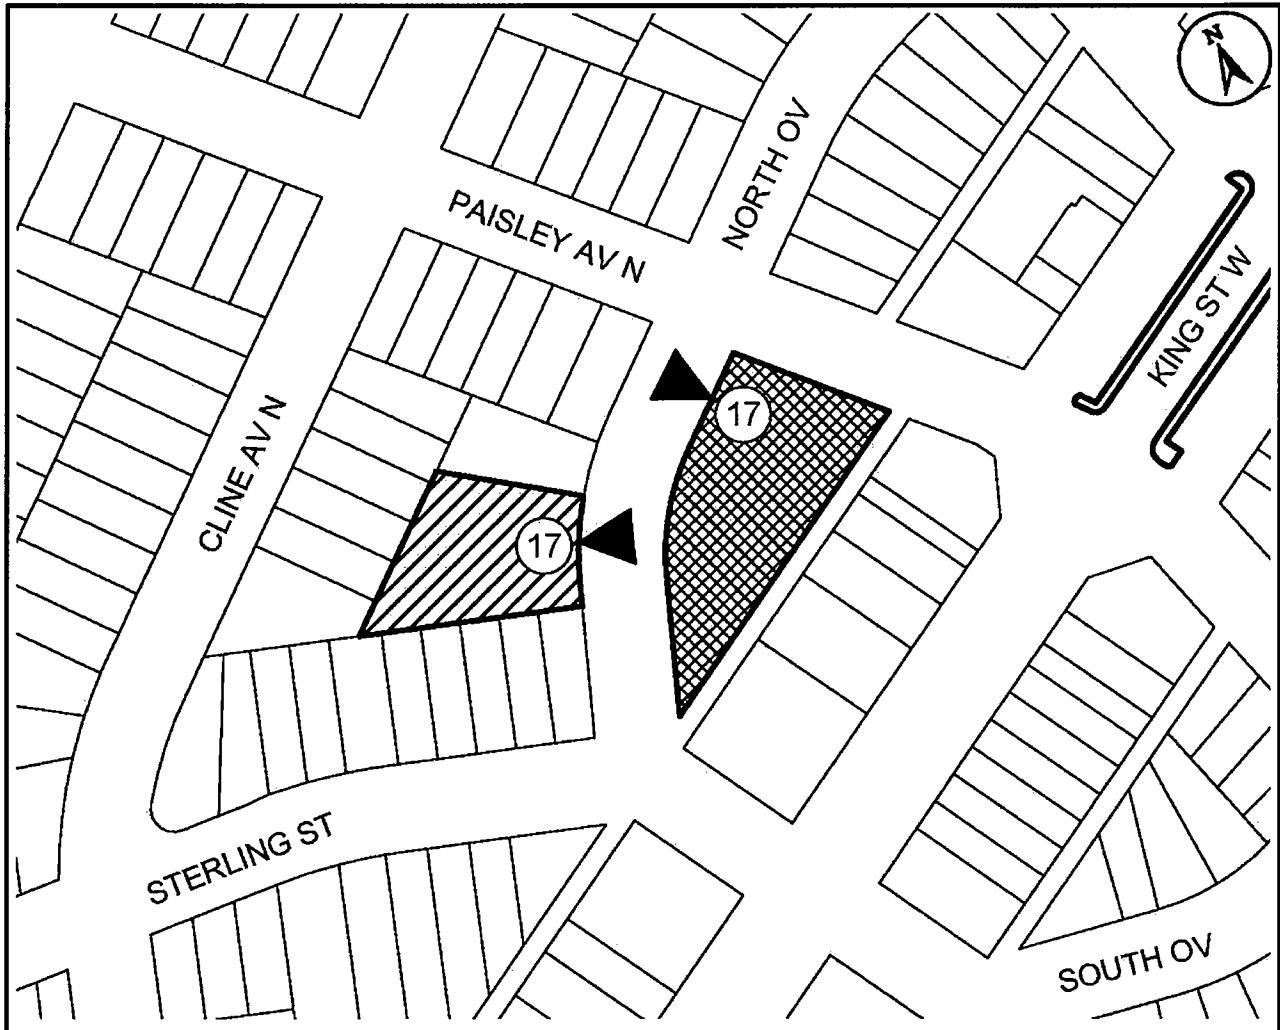 N
NORTH OV
PAISLEY AV N
KING ST W
17
CLINE AV N
17
STERLING ST
SOUTH OV